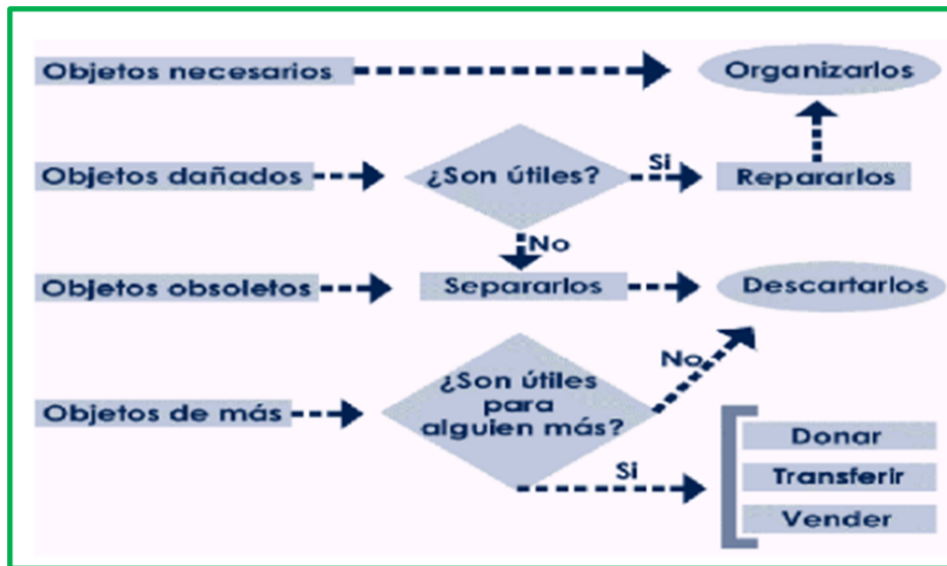 Objetos necesarios
Organizarlos
Objetos dañados
¿Son útiles?
Si
Repararlos
No
Objetos obsoletos
Separarlos
Descartarlos
Objetos de más
¿Son útiles
para
alguien más?
No
Si
Donar
Transferir
Vender